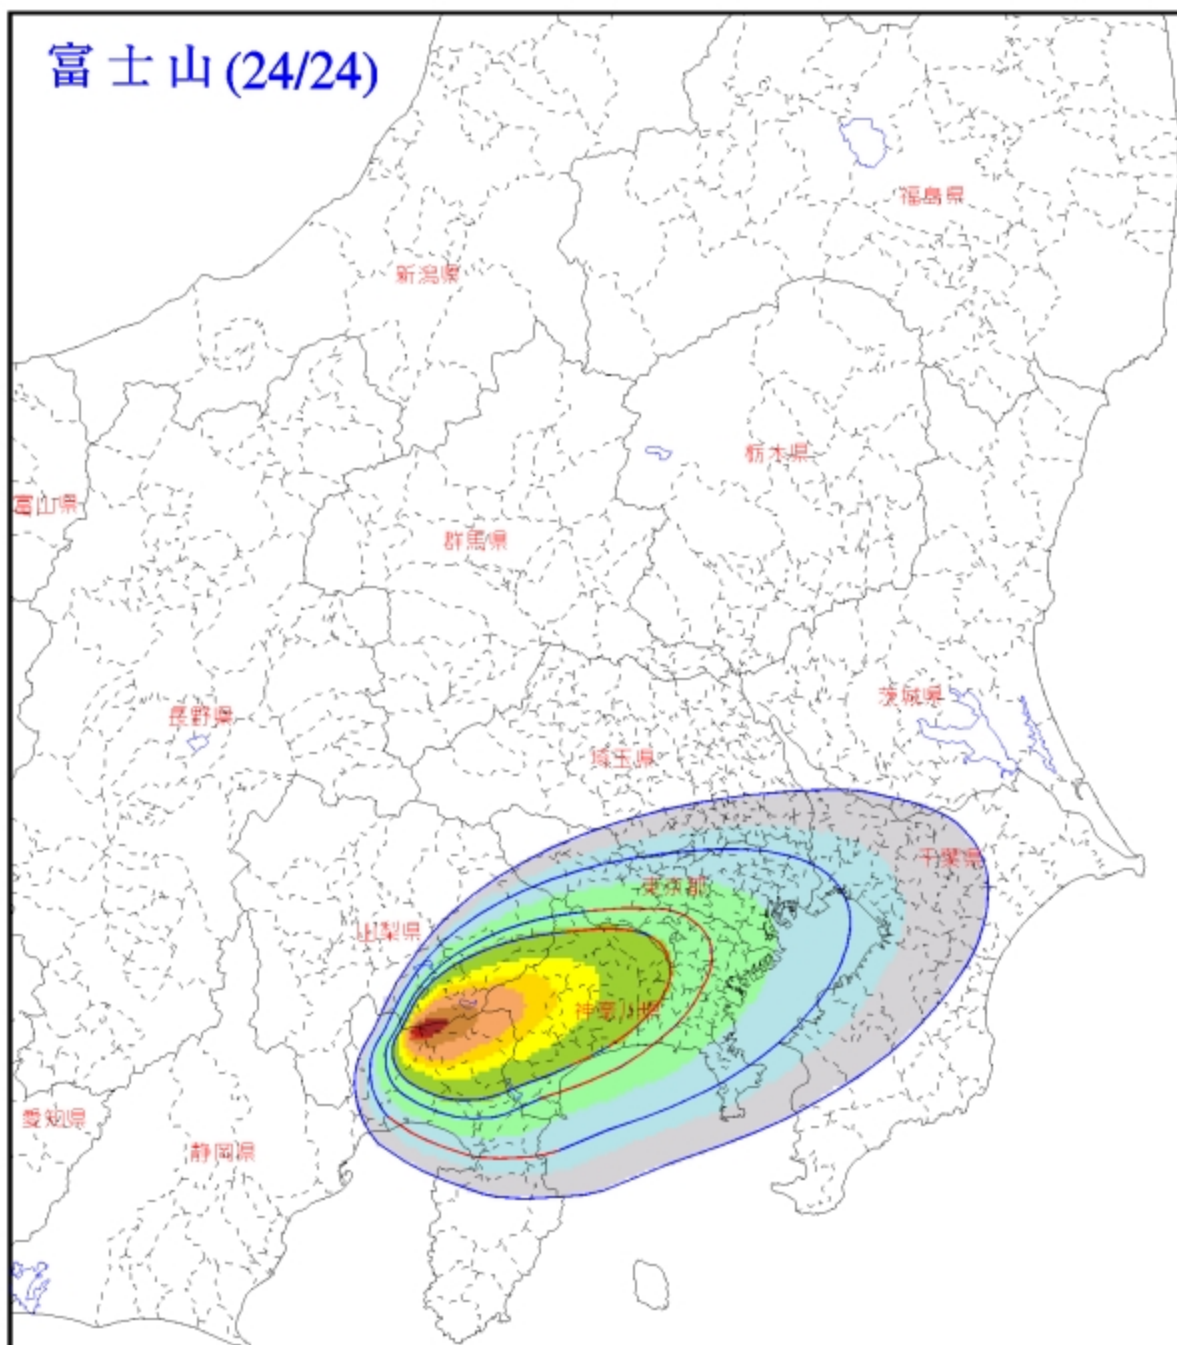 富士山(24/24)
福島県
新潟県
栃木県
富山県
群馬県
茨城県
長野県
埼玉県
千葉県
東京都
山梨県
神奈川県
愛知県
静岡県